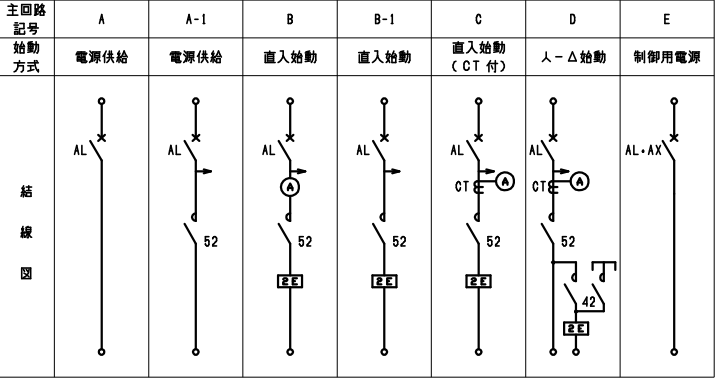 主回路記号 A A-1 B B-1 C D E
始動方式 電源供給 電源供給 直入始動 直入始動 直入始動(CT付) 人-Δ始動 制御用電源
結線図
AL AL AL AL AL AL AL・AX
A
CT A CT A
52 52 52 52 52
2E 2E 2E
42
2E